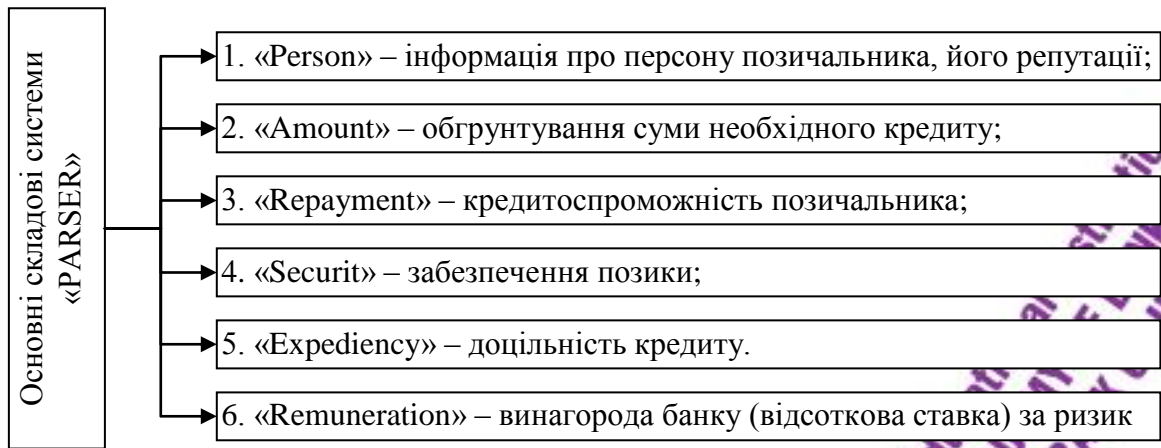 Основні складові системи
«PARSER»
1. «Person» – інформація про персону позичальника, його репутації;
2. «Amount» – обгрунтування суми необхідного кредиту;
3. «Repayment» – кредитоспроможність позичальника;
4. «Securit» – забезпечення позики;
5. «Expediency» – доцільність кредиту.
6. «Remuneration» – винагорода банку (відсоткова ставка) за ризик